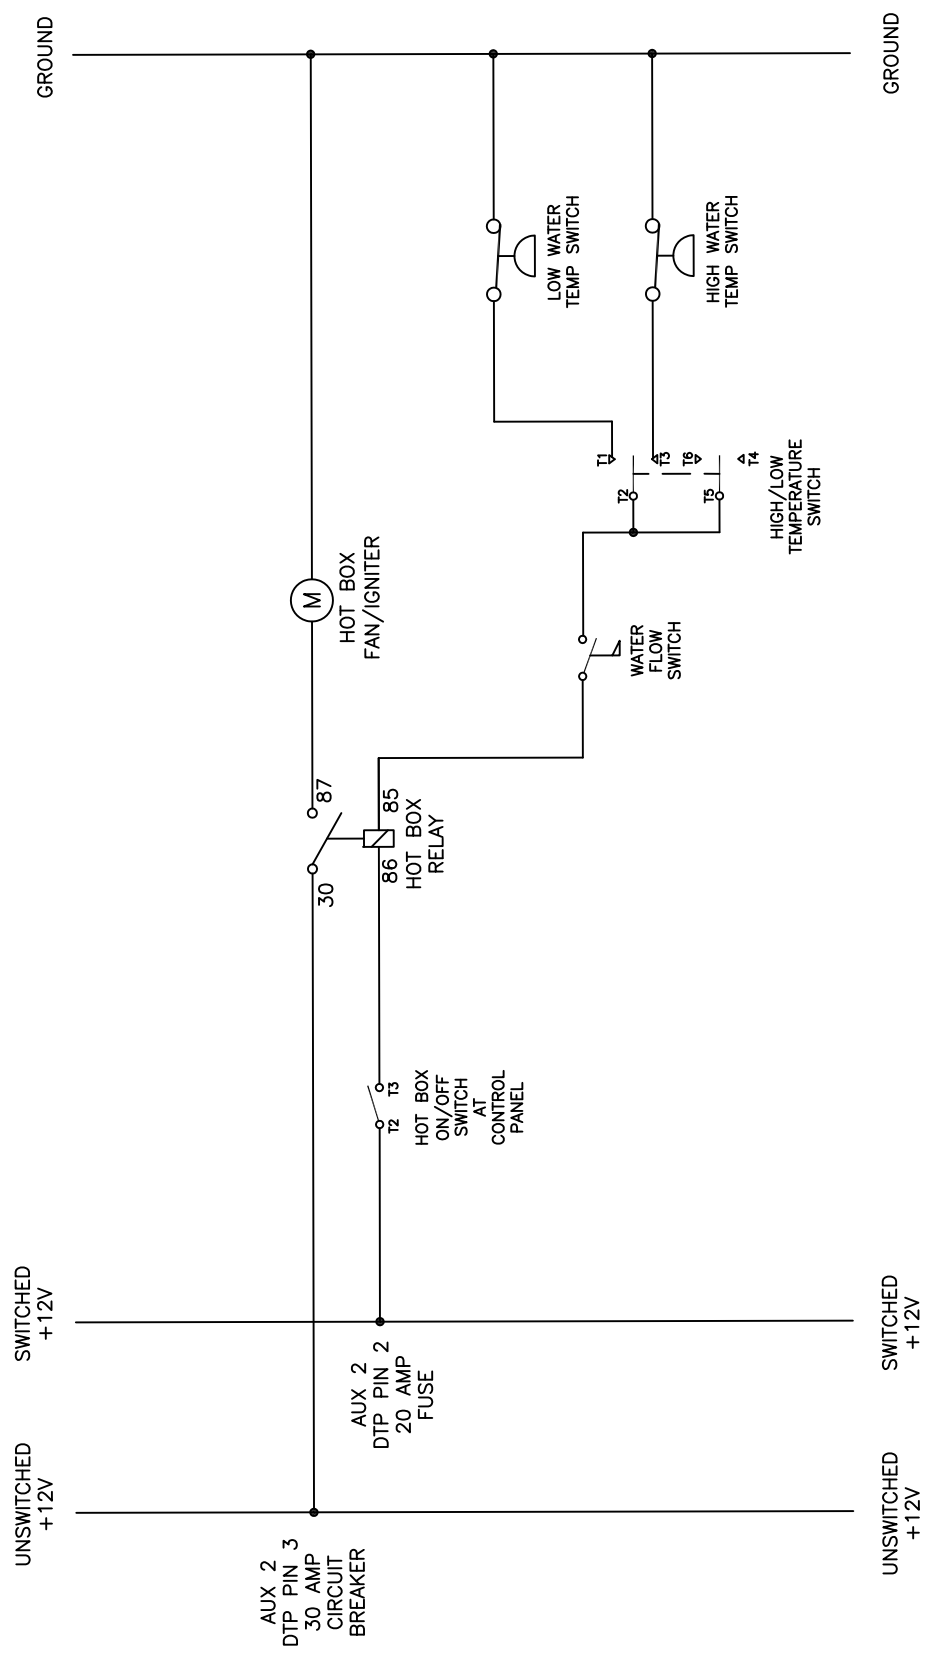 UNSWITCHED
+12V
SWITCHED
+12V
GROUND
AUX 2
DTP PIN 3
30 AMP
CIRCUIT
BREAKER
30
87
M
HOT BOX
FAN/IGNITER
AUX 2
DTP PIN 2
20 AMP
FUSE
T2
T3
HOT BOX
ON/OFF
SWITCH
AT
CONTROL
PANEL
86
85
HOT BOX
RELAY
WATER
FLOW
SWITCH
LOW WATER
TEMP SWITCH
T1
T2
T3
T6
T5
T4
HIGH/LOW
TEMPERATURE
SWITCH
HIGH WATER
TEMP SWITCH
UNSWITCHED
+12V
SWITCHED
+12V
GROUND